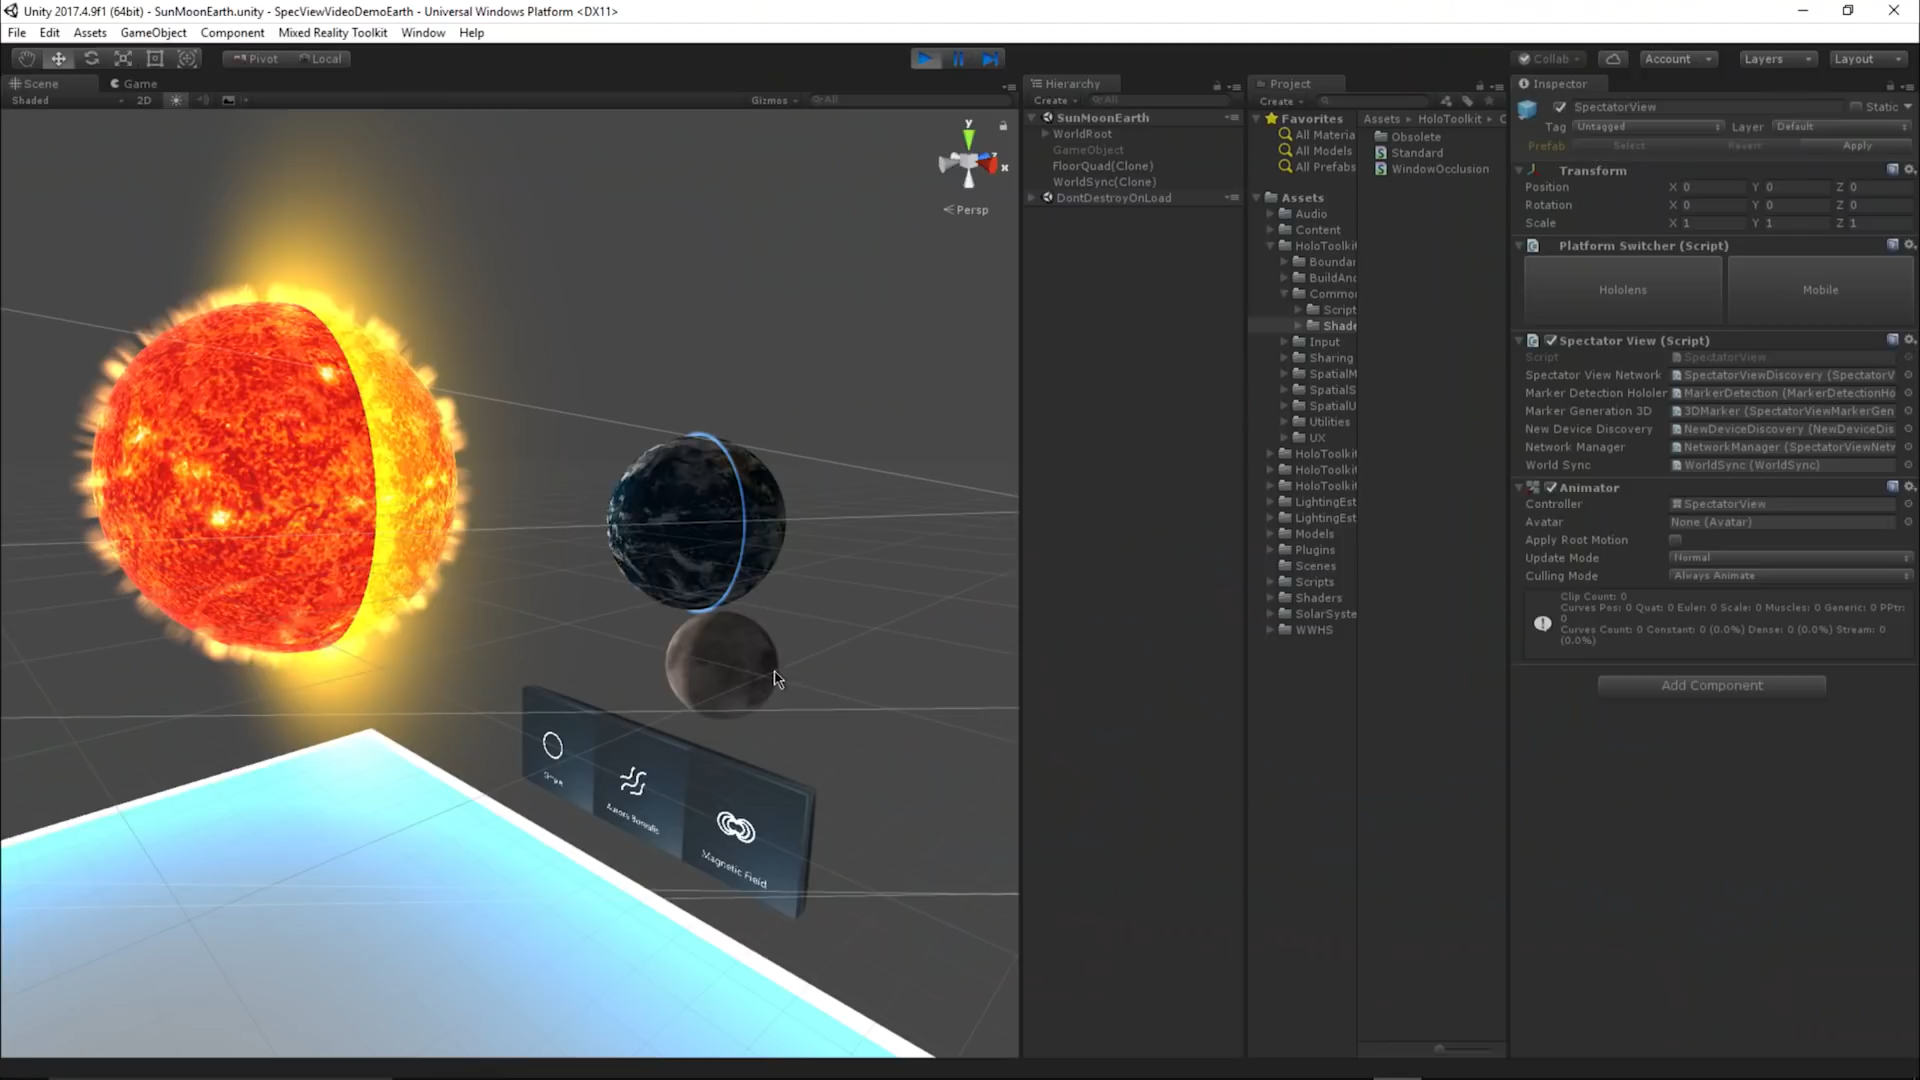 Unity 2017.4.9f1 (64bit) - SunMoonEarth.unity - SpecViewVideoDemoEarth - Universal Windows Platform <DX11>
File Edit Assets GameObject Component Mixed Reality Toolkit Window Help
Pivot Local
Collab Account Layers Layout
Scene Game
Shaded 2D Gizmos All
y
x
Persp
Aurora Borealis
Magnetic Field
Hierarchy
Create All
SunMoonEarth
WorldRoot
GameObject
FloorQuad(Clone)
WorldSync(Clone)
DontDestroyOnLoad
Project
Create
Favorites
All Materia
All Models
All Prefabs
Assets
Audio
Content
HoloToolkit
Boundar
BuildAnd
Commo
Script
Shade
Input
Sharing
SpatialM
SpatialS
SpatialU
Utilities
UX
HoloToolkit
HoloToolkit
HoloToolkit
LightingEst
LightingEst
Models
Plugins
Scenes
Scripts
Shaders
SolarSyste
WWHS
Assets HoloToolkit C
Obsolete
Standard
WindowOcclusion
Inspector
SpectatorView Static
Tag Untagged Layer Default
Prefab Select Revert Apply
Transform
Position X 0 Y 0 Z 0
Rotation X 0 Y 0 Z 0
Scale X 1 Y 1 Z 1
Platform Switcher (Script)
Hololens Mobile
Spectator View (Script)
Script SpectatorView
Spectator View Network SpectatorViewDiscovery (SpectatorV
Marker Detection Hololer MarkerDetection (MarkerDetectionHo
Marker Generation 3D 3DMarker (SpectatorViewMarkerGen
New Device Discovery NewDeviceDiscovery (NewDeviceDis
Network Manager NetworkManager (SpectatorViewNetw
World Sync WorldSync (WorldSync)
Animator
Controller SpectatorView
Avatar None (Avatar)
Apply Root Motion
Update Mode Normal
Culling Mode Always Animate
Clip Count: 0
Curves Pos: 0 Quat: 0 Euler: 0 Scale: 0 Muscles: 0 Generic: 0 PPtr:
0
Curves Count: 0 Constant: 0 (0.0%) Dense: 0 (0.0%) Stream: 0
(0.0%)
Add Component